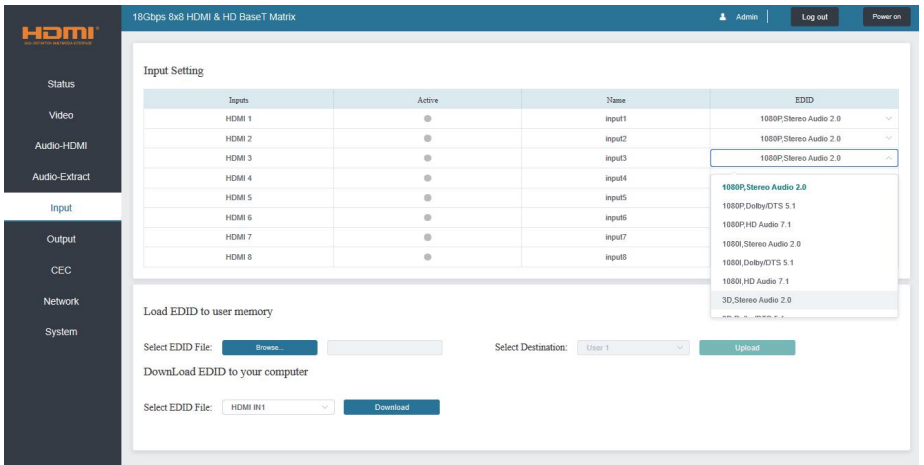 HDMI
18Gbps 8x8 HDMI & HD BaseT Matrix
Admin
Log out
Power on
Status
Video
Audio-HDMI
Audio-Extract
Input
Output
CEC
Network
System
Input Setting
Inputs Active Name EDID
HDMI 1 input1 1080P,Stereo Audio 2.0
HDMI 2 input2 1080P,Stereo Audio 2.0
HDMI 3 input3 1080P,Stereo Audio 2.0
HDMI 4 input4
HDMI 5 input5
HDMI 6 input6
HDMI 7 input7
HDMI 8 input8
1080P,Stereo Audio 2.0
1080P,Dolby/DTS 5.1
1080P,HD Audio 7.1
1080I,Stereo Audio 2.0
1080I,Dolby/DTS 5.1
1080I,HD Audio 7.1
3D,Stereo Audio 2.0
Load EDID to user memory
Select EDID File: Browse... Select Destination: User 1 Upload
DownLoad EDID to your computer
Select EDID File: HDMI IN1 Download